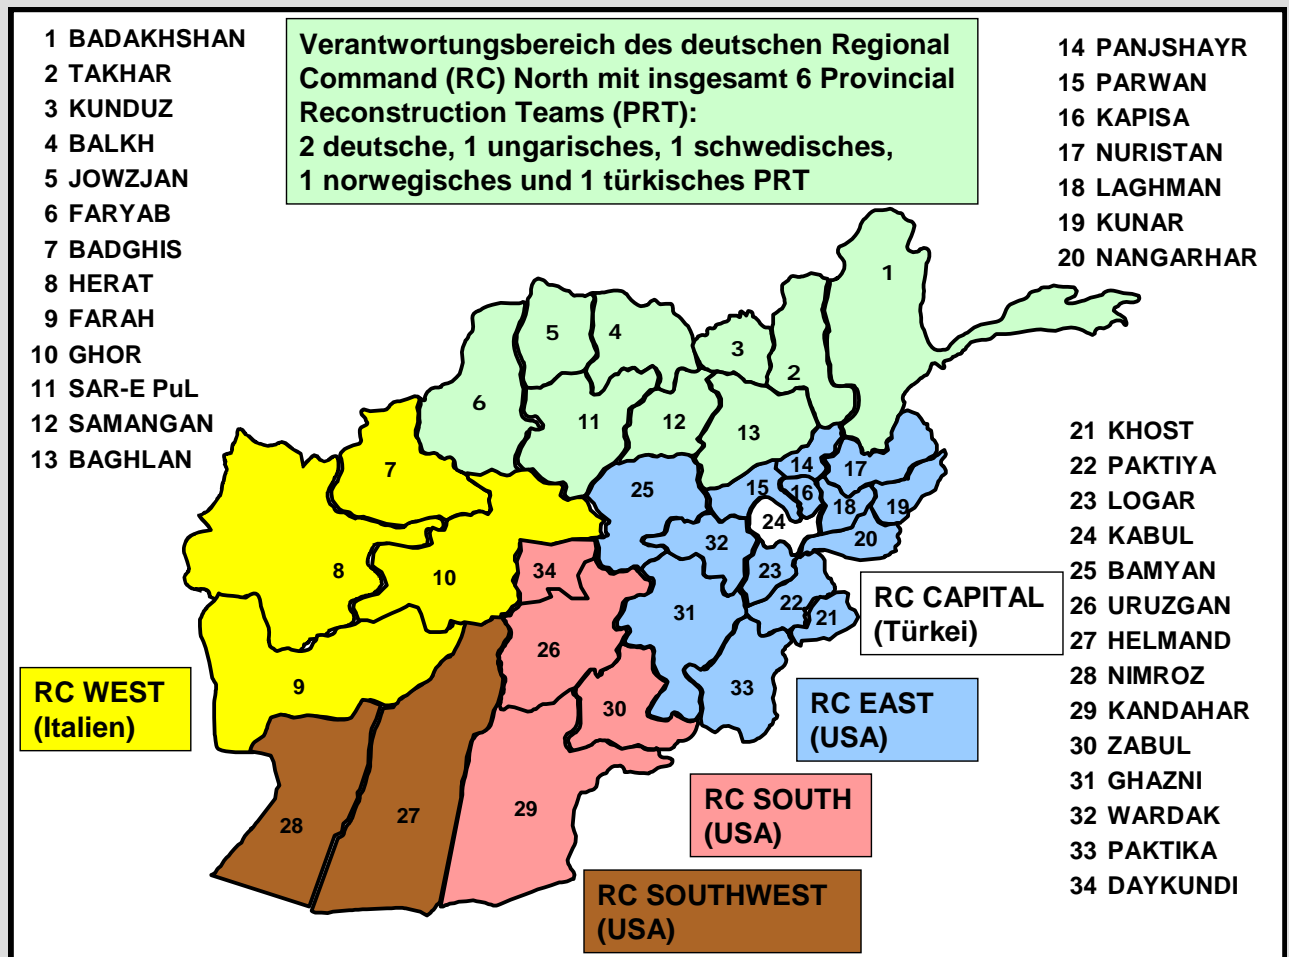 1 BADAKHSHAN
2 TAKHAR
3 KUNDUZ
4 BALKH
5 JOWZJAN
6 FARYAB
7 BADGHIS
8 HERAT
9 FARAH
10 GHOR
11 SAR-E PuL
12 SAMANGAN
13 BAGHLAN
Verantwortungsbereich des deutschen Regional
Command (RC) North mit insgesamt 6 Provincial
Reconstruction Teams (PRT):
2 deutsche, 1 ungarisches, 1 schwedisches,
1 norwegisches und 1 türkisches PRT
14 PANJSHAYR
15 PARWAN
16 KAPISA
17 NURISTAN
18 LAGHMAN
19 KUNAR
20 NANGARHAR
21 KHOST
22 PAKTIYA
23 LOGAR
24 KABUL
25 BAMYAN
26 URUZGAN
27 HELMAND
28 NIMROZ
29 KANDAHAR
30 ZABUL
31 GHAZNI
32 WARDAK
33 PAKTIKA
34 DAYKUNDI
1
5
4
3
2
6
11
12
13
7
14
17
25
15
16
18
19
24
32
20
8
10
34
23
31
22
21
26
9
33
30
29
27
28
RC CAPITAL
(Türkei)
RC WEST
(Italien)
RC EAST
(USA)
RC SOUTH
(USA)
RC SOUTHWEST
(USA)